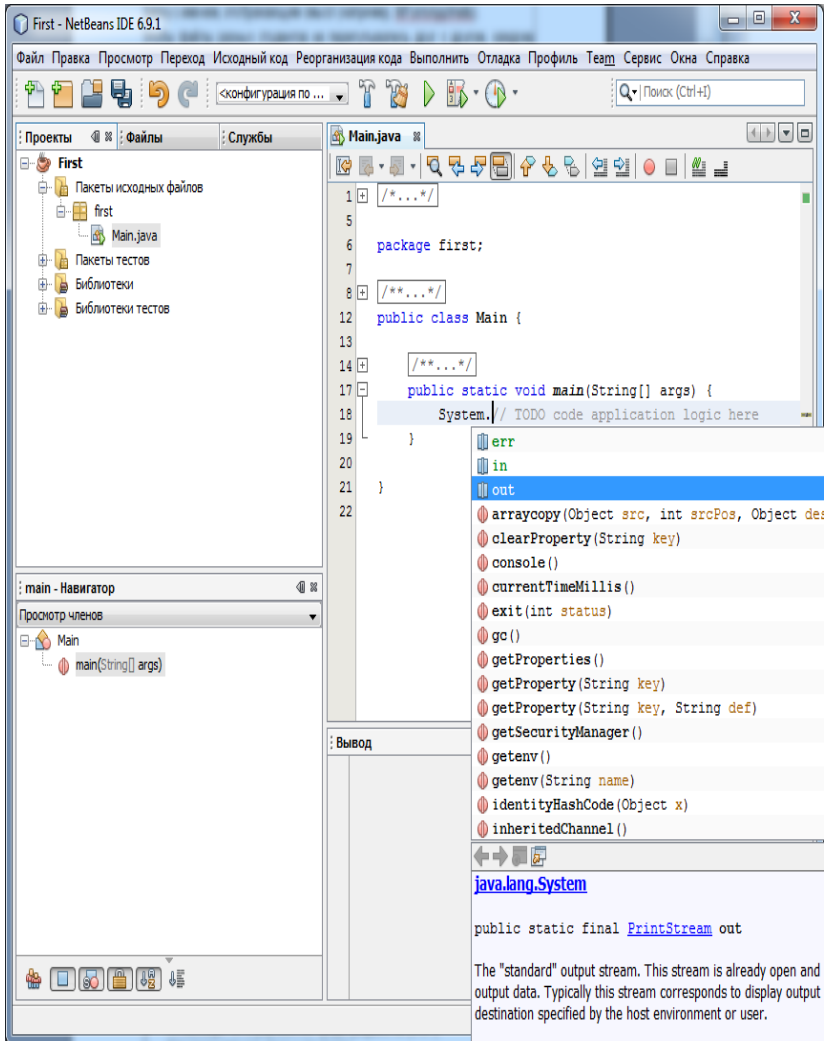 First - NetBeans IDE 6.9.1
Файл Правка Просмотр Переход Исходный код Реорганизация кода Выполнить Отладка Профиль Team Сервис Окна Справка
<конфигурация по ...
Поиск (Ctrl+I)
Проекты Файлы Службы
First
Пакеты исходных файлов
first
Main.java
Пакеты тестов
Библиотеки
Библиотеки тестов
main - Навигатор
Просмотр членов
Main
main(String[] args)
Main.java
1 /*...*/
5
6 package first;
7
8 /**...*/
12 public class Main {
13
14 /**...*/
17 public static void main(String[] args) {
18 System.// TODO code application logic here
19 }
20
21 }
22
err
in
out
arraycopy(Object src, int srcPos, Object des
clearProperty(String key)
console()
currentTimeMillis()
exit(int status)
gc()
getProperties()
getProperty(String key)
getProperty(String key, String def)
getSecurityManager()
getenv()
getenv(String name)
identityHashCode(Object x)
inheritedChannel()
Вывод
java.lang.System
public static final PrintStream out
The "standard" output stream. This stream is already open and
output data. Typically this stream corresponds to display output
destination specified by the host environment or user.